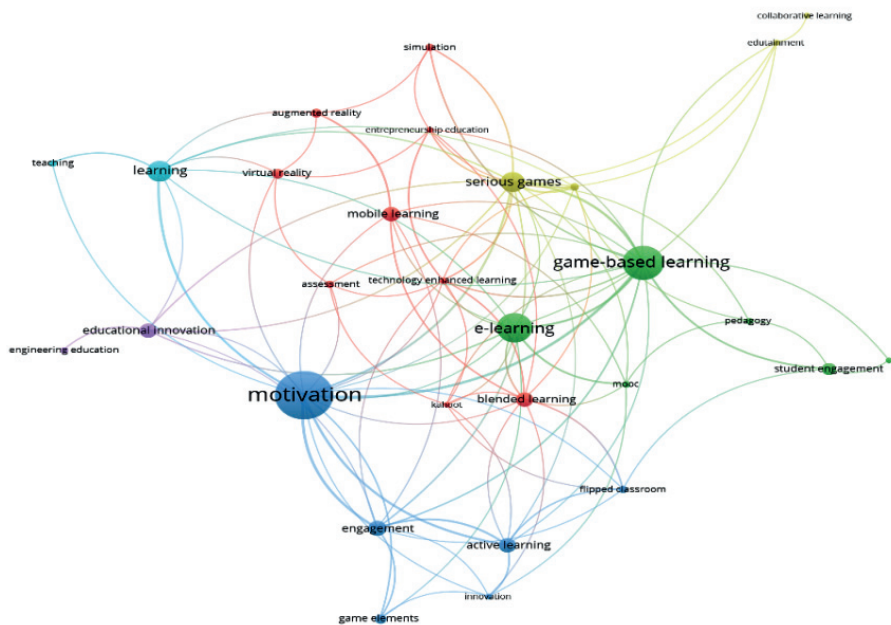 collaborative learning
edutainment
simulation
augmented reality
entrepreneurship education
teaching
learning
virtual reality
serious games
mobile learning
game-based learning
assessment
technology enhanced learning
educational innovation
e-learning
pedagogy
engineering education
student engagement
mooc
motivation
kahoot
blended learning
flipped classroom
engagement
active learning
innovation
game elements